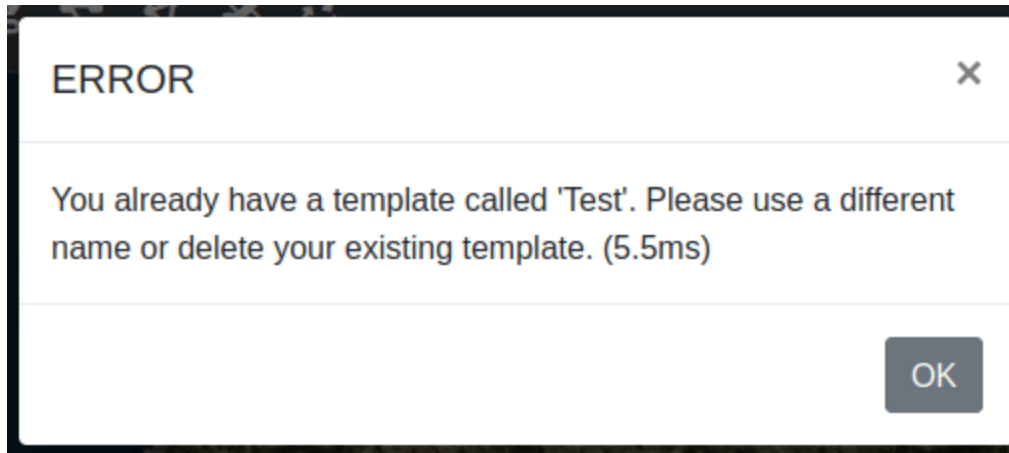 ERROR
×
You already have a template called 'Test'. Please use a different
name or delete your existing template. (5.5ms)
OK